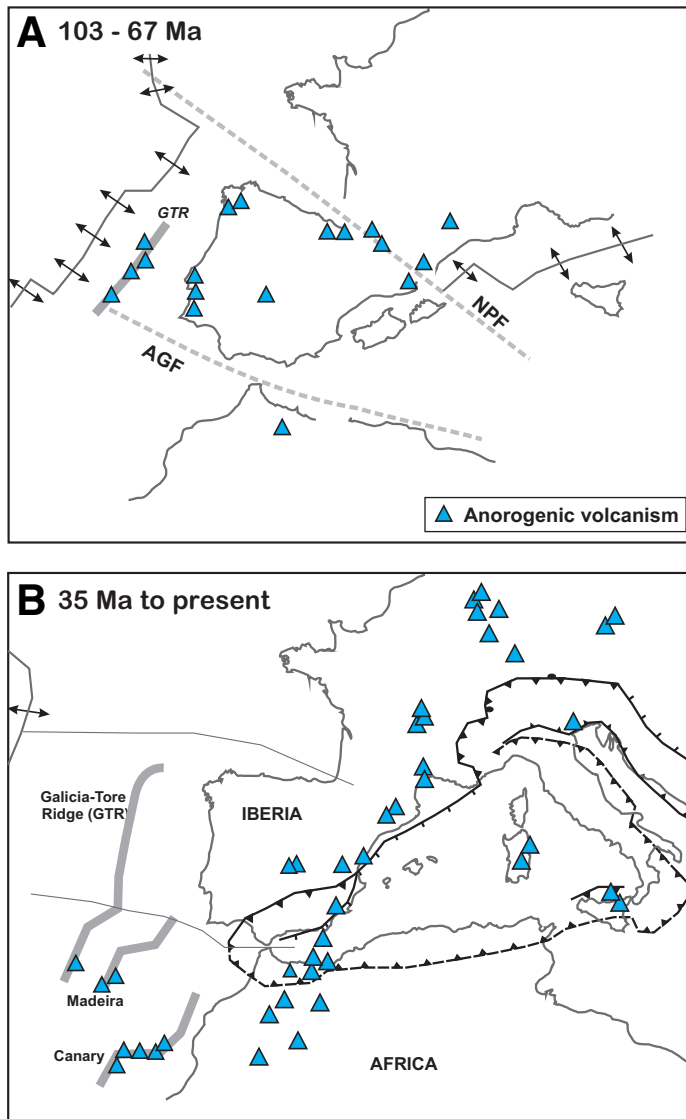 A 103 - 67 Ma
GTR
NPF
AGF
Anorogenic volcanism
B 35 Ma to present
Galicia-Tore
Ridge (GTR)
IBERIA
Madeira
Canary
AFRICA